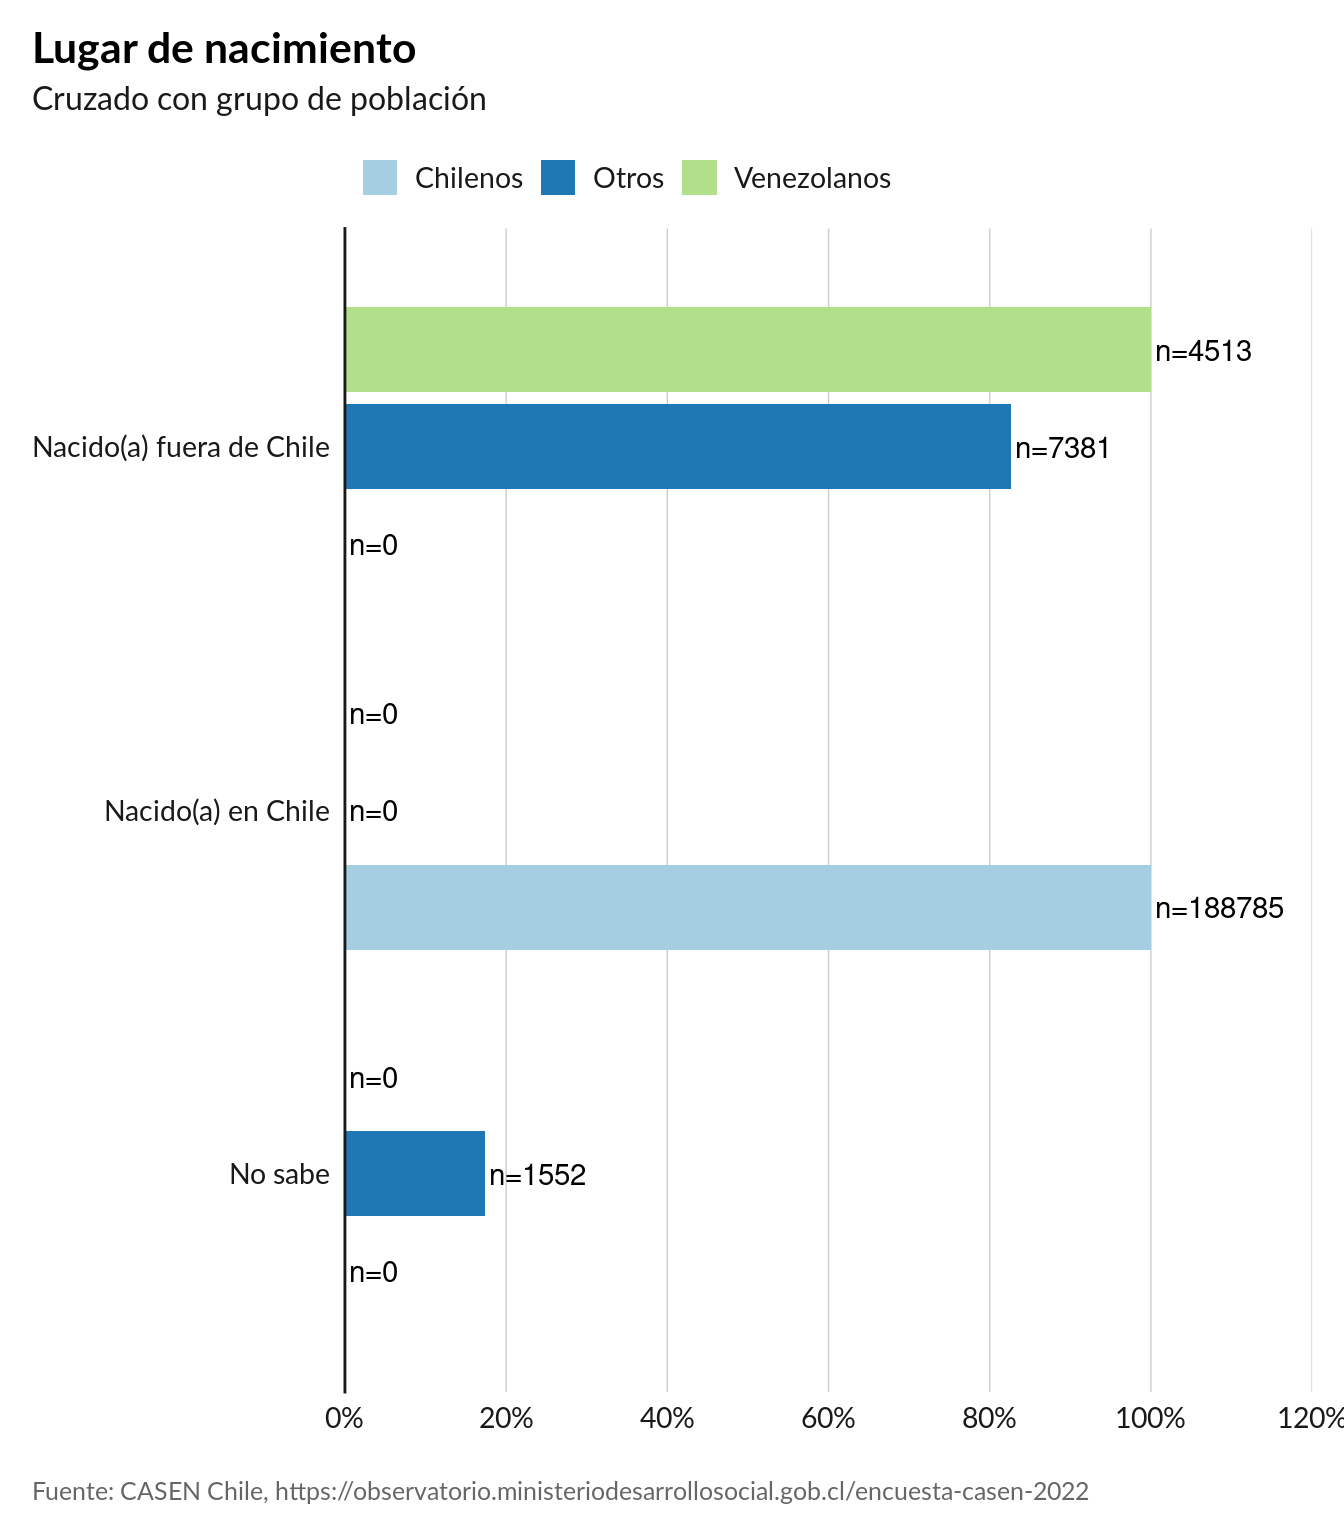 Lugar de nacimiento
Cruzado con grupo de población
Chilenos Otros Venezolanos
n=4513
Nacido(a) fuera de Chile n=7381
n=0
n=0
Nacido(a) en Chile n=0
n=188785
n=0
No sabe n=1552
n=0
0% 20% 40% 60% 80% 100% 120%
Fuente: CASEN Chile, https://observatorio.ministeriodesarrollosocial.gob.cl/encuesta-casen-2022